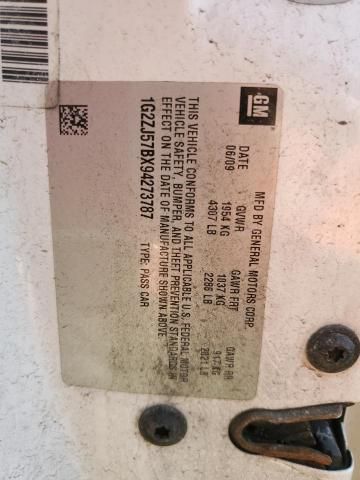 GM
MFD BY GENERAL MOTORS CORP.
DATE GVWR GAWR FRT GAWR RR
06/09 1954 KG 1037 KG 917 KG
4307 LB 2286 LB 2021 LB
THIS VEHICLE CONFORMS TO ALL APPLICABLE U.S. FEDERAL MOTOR
VEHICLE SAFETY, BUMPER, AND THEFT PREVENTION STANDARDS IN
EFFECT ON THE DATE OF MANUFACTURE SHOWN ABOVE.
1G2ZJ57BX94273787 TYPE: PASS CAR